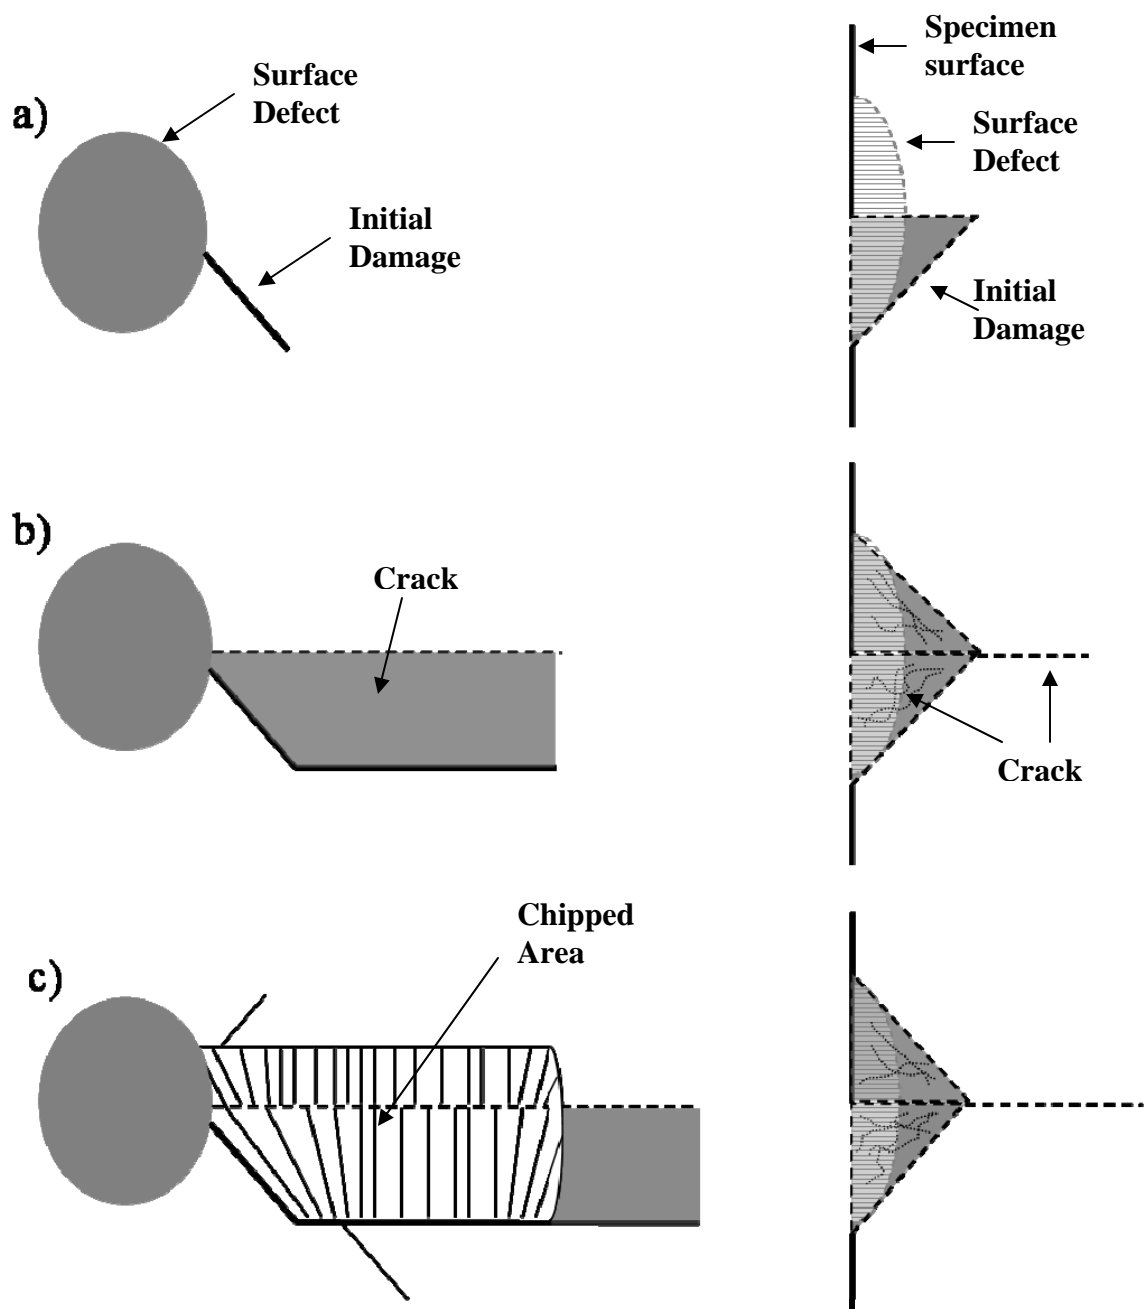 a)
Surface
Defect
Initial
Damage
Specimen
surface
Surface
Defect
Initial
Damage
b)
Crack
Crack
c)
Chipped
Area